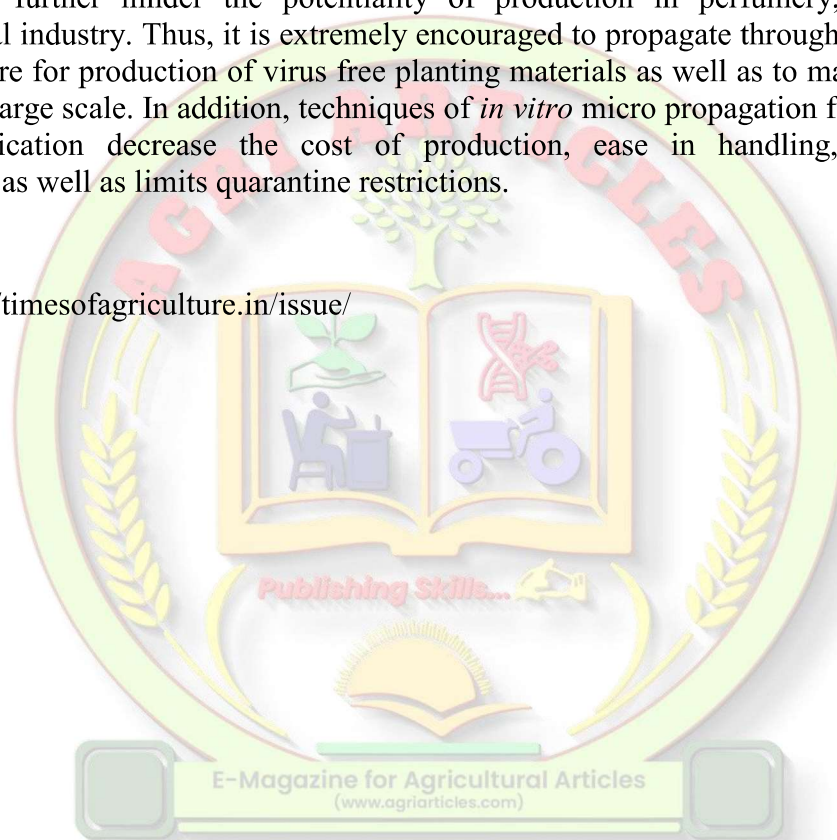 further hinder the potentiality of production in perfumery,
al industry. Thus, it is extremely encouraged to propagate through
re for production of virus free planting materials as well as to ma
arge scale. In addition, techniques of in vitro micro propagation f
ication decrease the cost of production, ease in handling,
as well as limits quarantine restrictions.
AGRI ARTICLES
/timesofagriculture.in/issue/
Publishing Skills...
E-Magazine for Agricultural Articles
(www.agriarticles.com)